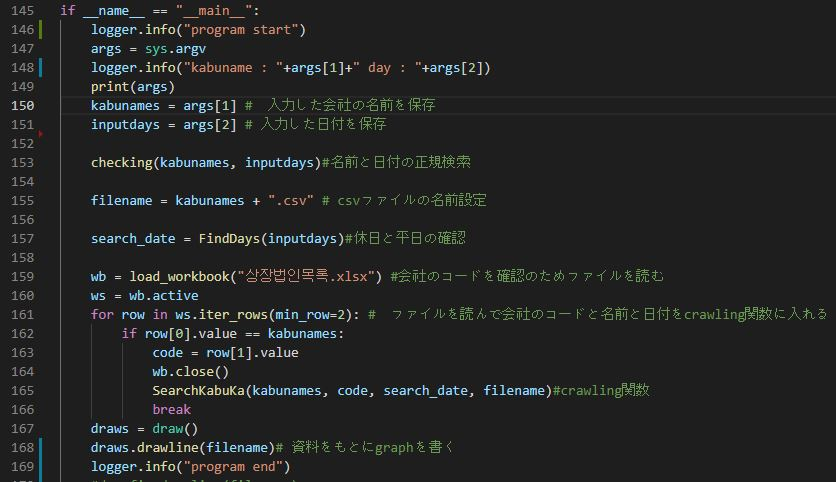 145 if __name__ == "__main__":
146     logger.info("program start")
147     args = sys.argv
148     logger.info("kabuname : "+args[1]+" day : "+args[2])
149     print(args)
150     kabunames = args[1] #  入力した会社の名前を保存
151     inputdays = args[2] # 入力した日付を保存
152
153     checking(kabunames, inputdays)#名前と日付の正規検索
154
155     filename = kabunames + ".csv" # csvファイルの名前設定
156
157     search_date = FindDays(inputdays)#休日と平日の確認
158
159     wb = load_workbook("상장법인목록.xlsx") #会社のコードを確認のためファイルを読む
160     ws = wb.active
161     for row in ws.iter_rows(min_row=2): #  ファイルを読んで会社のコードと名前と日付をcrawling関数に入れる
162         if row[0].value == kabunames:
163             code = row[1].value
164             wb.close()
165             SearchKabuKa(kabunames, code, search_date, filename)#crawling関数
166             break
167     draws = draw()
168     draws.drawline(filename)# 資料をもとにgraphを書く
169     logger.info("program end")